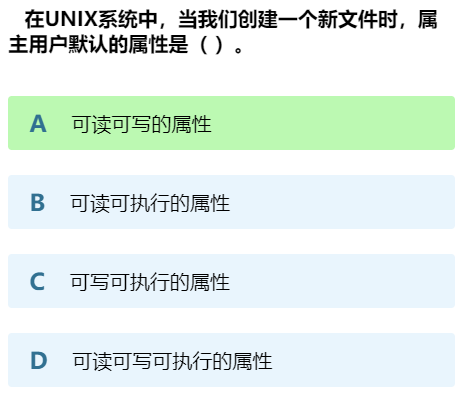 在UNIX系统中，当我们创建一个新文件时，属
主用户默认的属性是（ ）。
A 可读可写的属性
B 可读可执行的属性
C 可写可执行的属性
D 可读可写可执行的属性